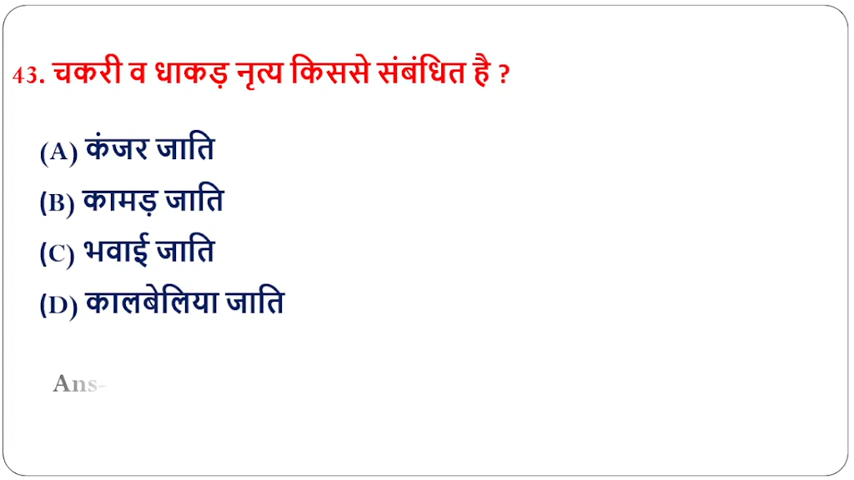 43. चकरी व धाकड़ नृत्य किससे संबंधित है ?
(A) कंजर जाति
(B) कामड़ जाति
(C) भवाई जाति
(D) कालबेलिया जाति
Ans-